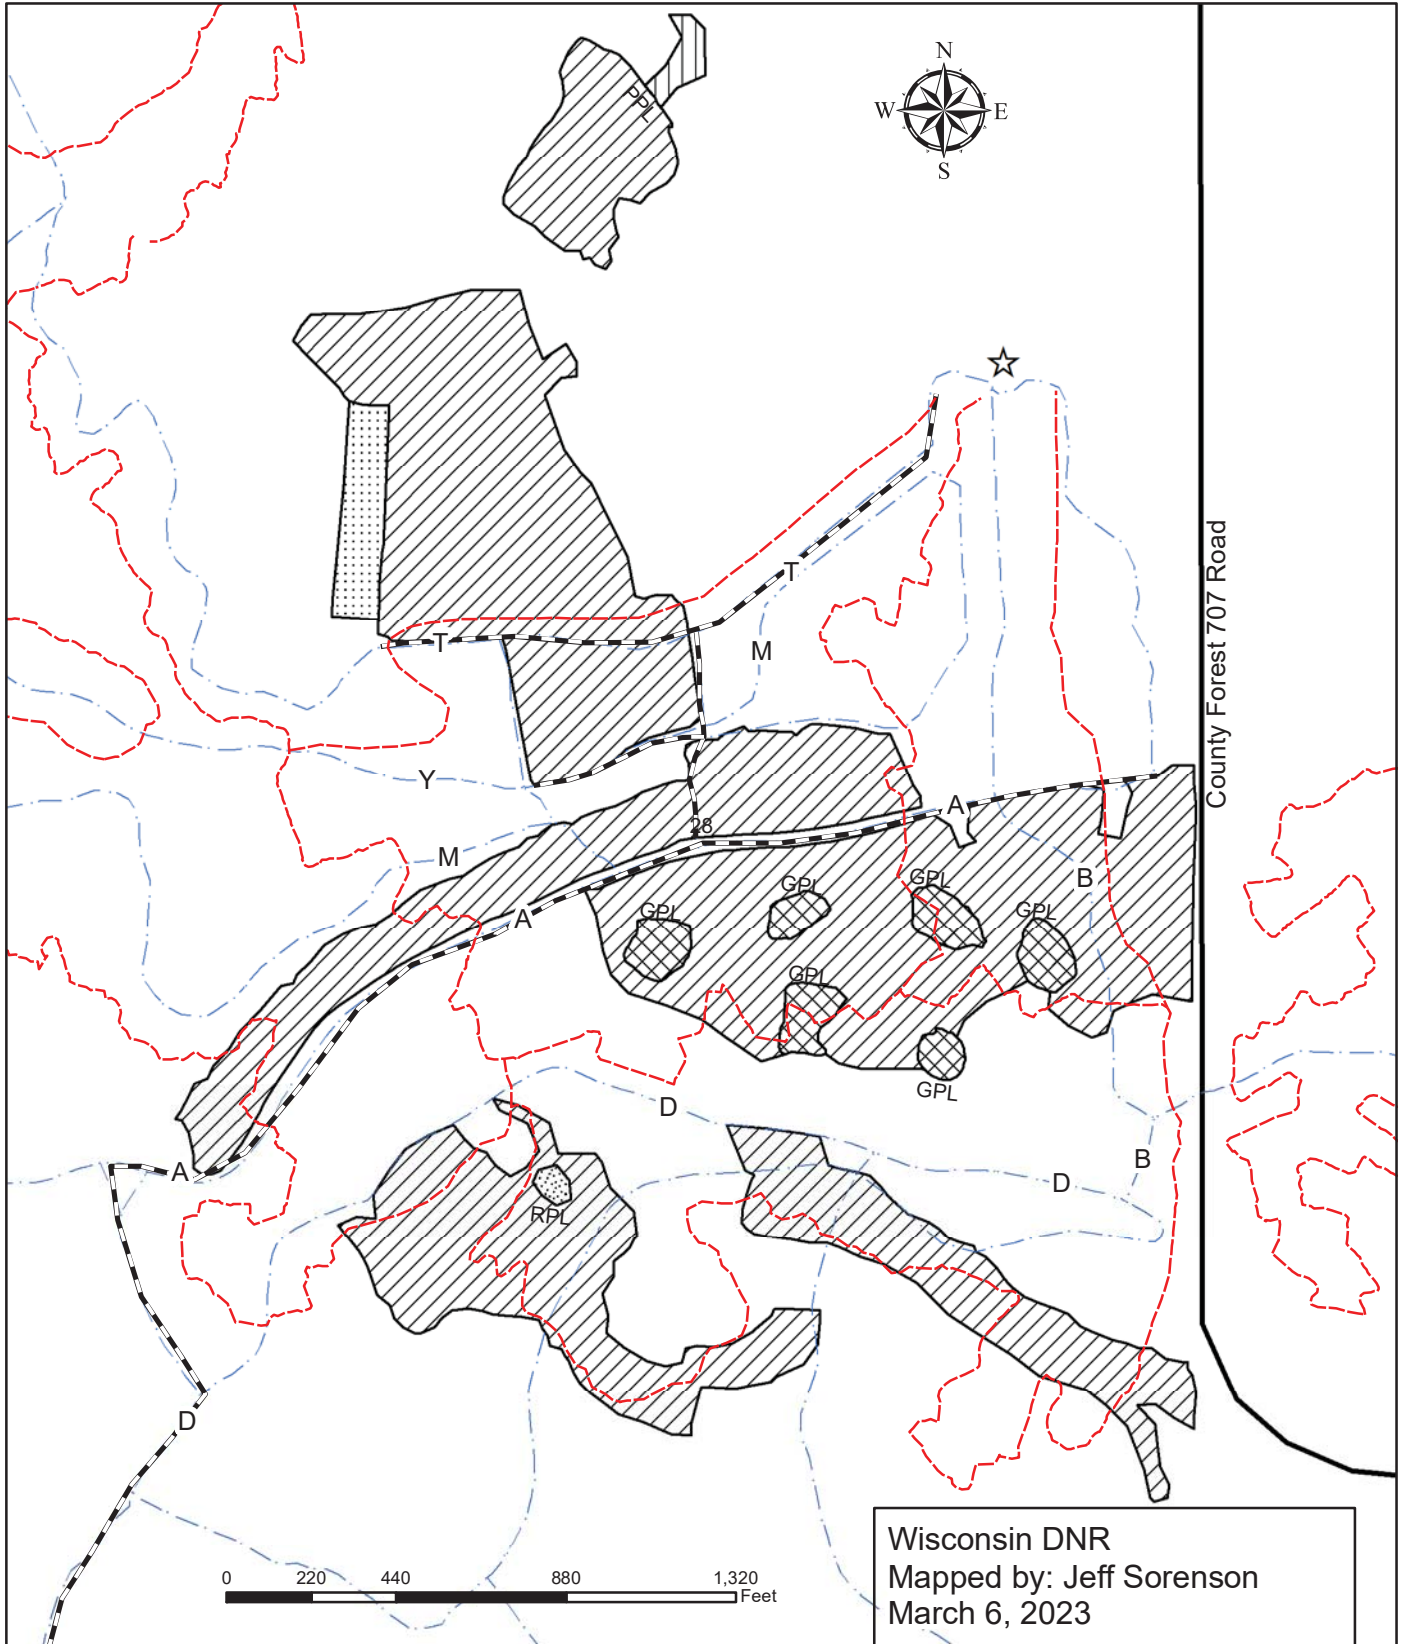 N
W E
S
PPL
T
County Forest 707 Road
T
M
Y
A
28
M
B
GPL
GPL
GPL
GPL
A
GPL
D
GPL
B
A
D
RPL
D
Wisconsin DNR
Mapped by: Jeff Sorenson
March 6, 2023
0 220 440 880 1,320
Feet